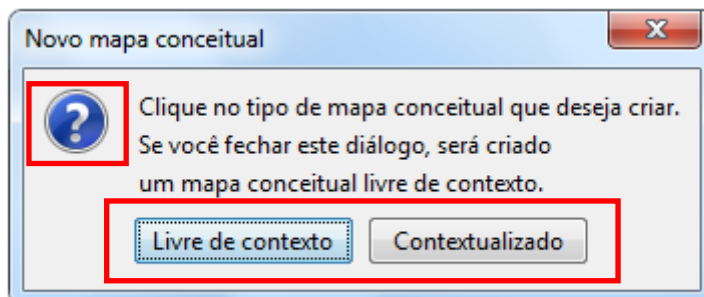 Novo mapa conceitual
Clique no tipo de mapa conceitual que deseja criar.
Se você fechar este diálogo, será criado
um mapa conceitual livre de contexto.
Livre de contexto Contextualizado